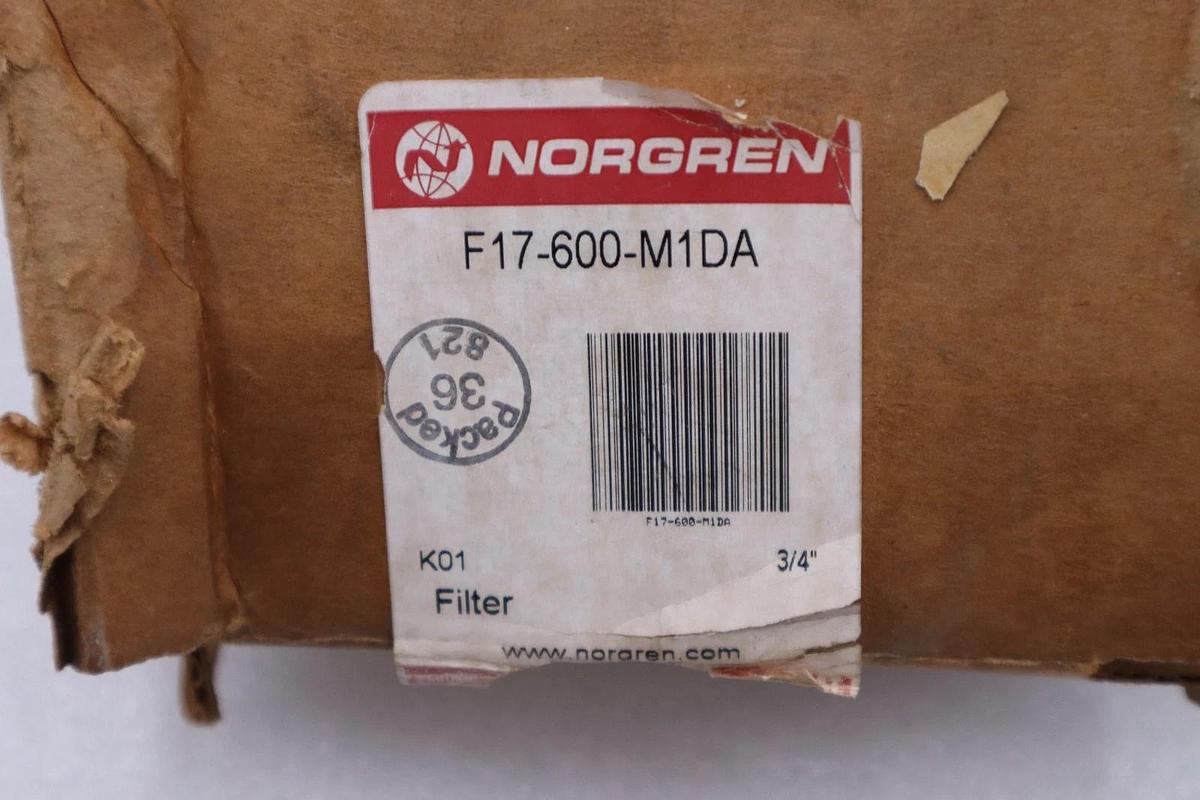 NORGREN
F17-600-M1DA
packed
36
821
F17-600-M1DA
K01
3/4"
Filter
www.norgren.com